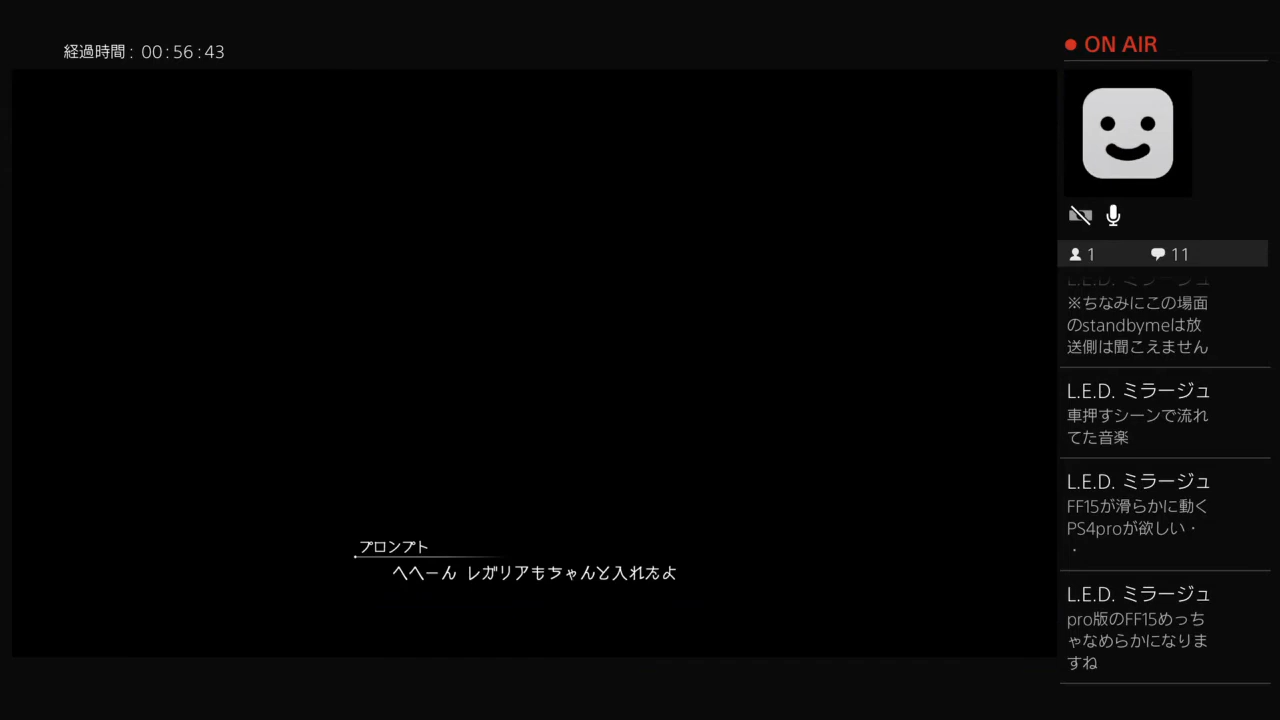 経過時間 : 00:56:43
ON AIR
プロンプト
へへーん レガリアもちゃんと入れたよ
1
11
L.E.D. ミラージュ
※ちなみにこの場面
のstandbymeは放
送側は聞こえません
L.E.D. ミラージュ
車押すシーンで流れ
てた音楽
L.E.D. ミラージュ
FF15が滑らかに動く
PS4proが欲しい・
・
L.E.D. ミラージュ
pro版のFF15めっち
ゃなめらかになりま
すね